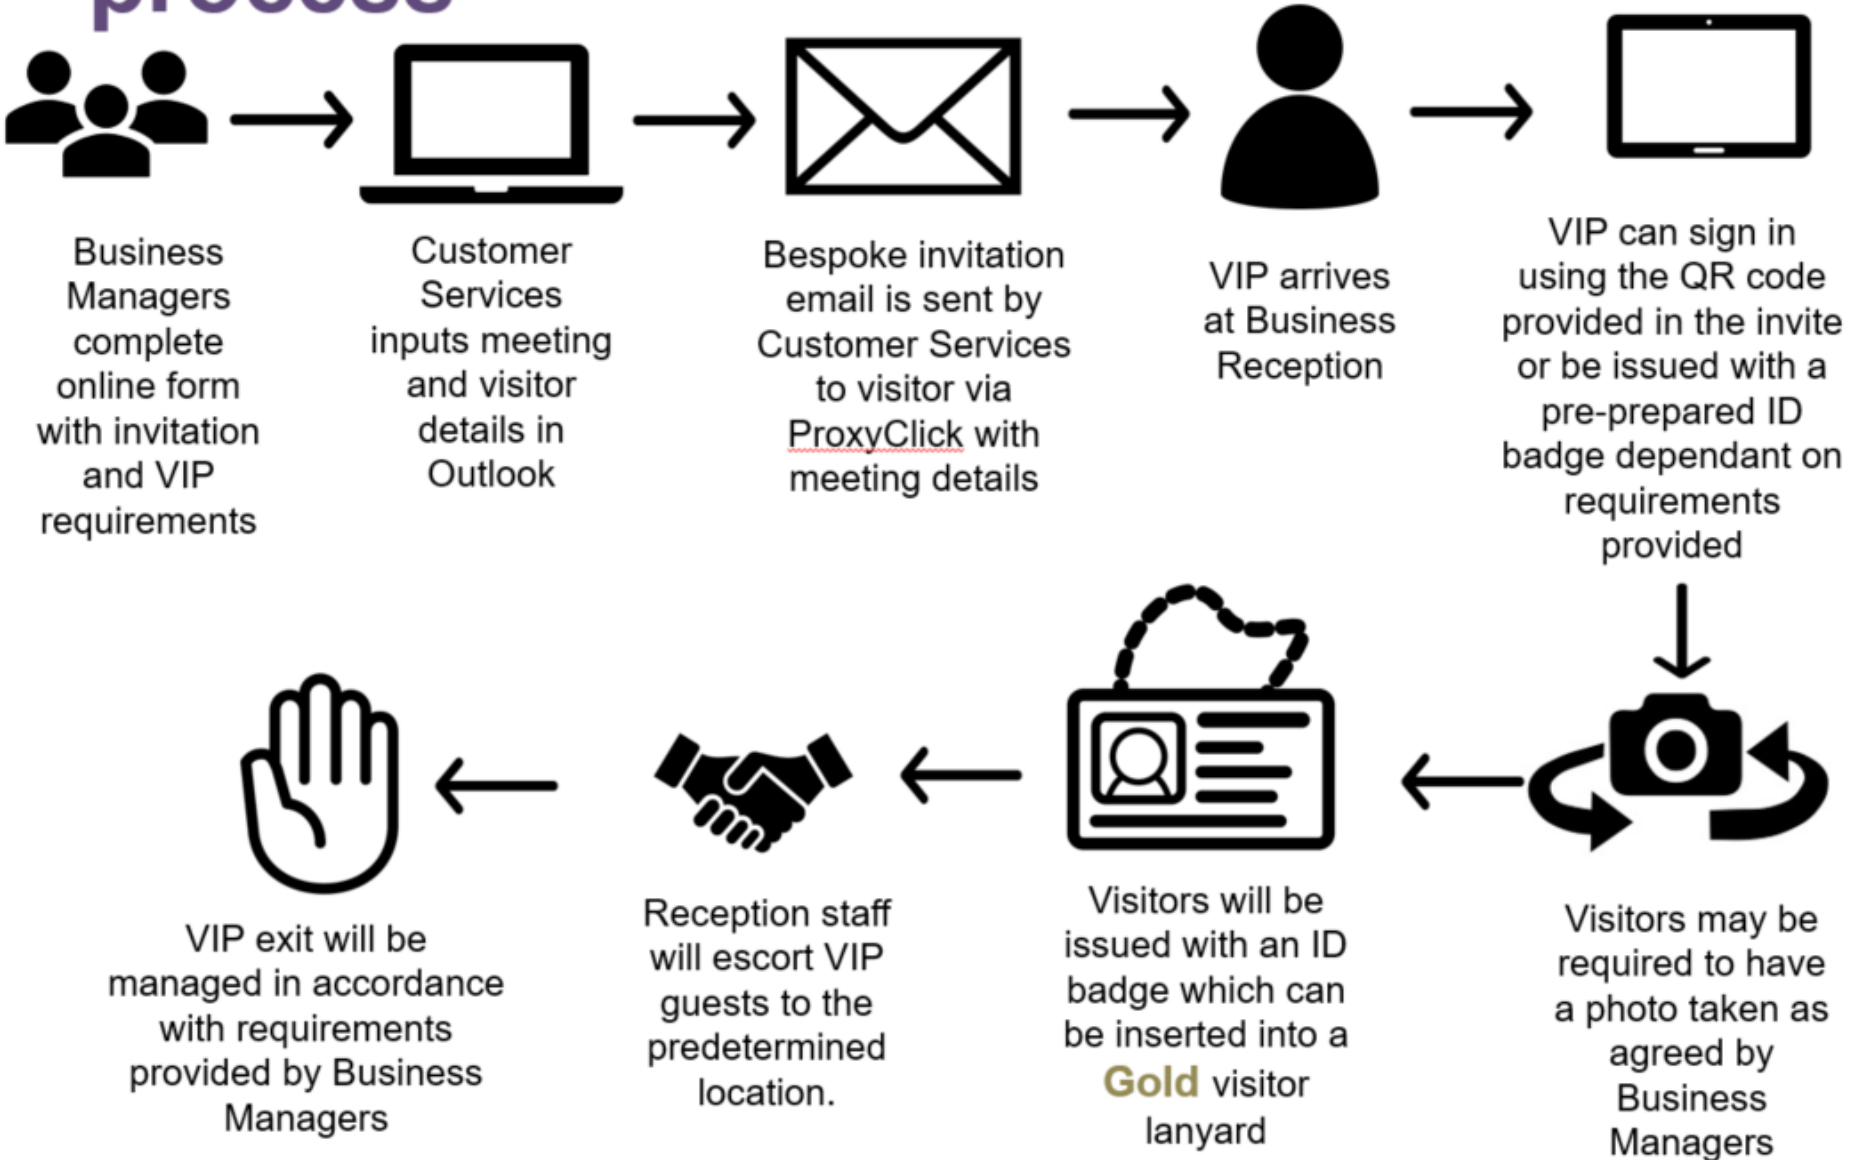 process
Business
Managers
complete
online form
with invitation
and VIP
requirements
Customer
Services
inputs meeting
and visitor
details in
Outlook
Bespoke invitation
email is sent by
Customer Services
to visitor via
ProxyClick with
meeting details
VIP arrives
at Business
Reception
VIP can sign in
using the QR code
provided in the invite
or be issued with a
pre-prepared ID
badge dependant on
requirements
provided
Visitors may be
required to have
a photo taken as
agreed by
Business
Managers
Visitors will be
issued with an ID
badge which can
be inserted into a
Gold visitor
lanyard
Reception staff
will escort VIP
guests to the
predetermined
location.
VIP exit will be
managed in accordance
with requirements
provided by Business
Managers